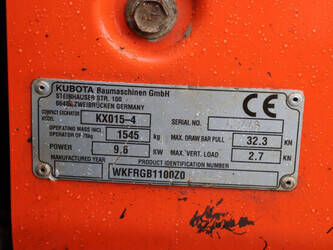 KUBOTA Baumaschinen GmbH
STEINHAUSER STR. 100
66482 ZWEIBRÜCKEN GERMANY
CE
COMPACT EXCAVATOR MODEL KX015-4 SERIAL NO.
OPERATING MASS INCL. OPERATOR OF 75kg 1545 kg MAX. DRAW BAR PULL 32.3 KN
POWER 9.6 KW MAX. VERT. LOAD 2.7 KN
MANUFACTURED YEAR PRODUCT IDENTIFICATION NUMBER
WKFRGB1100Z0